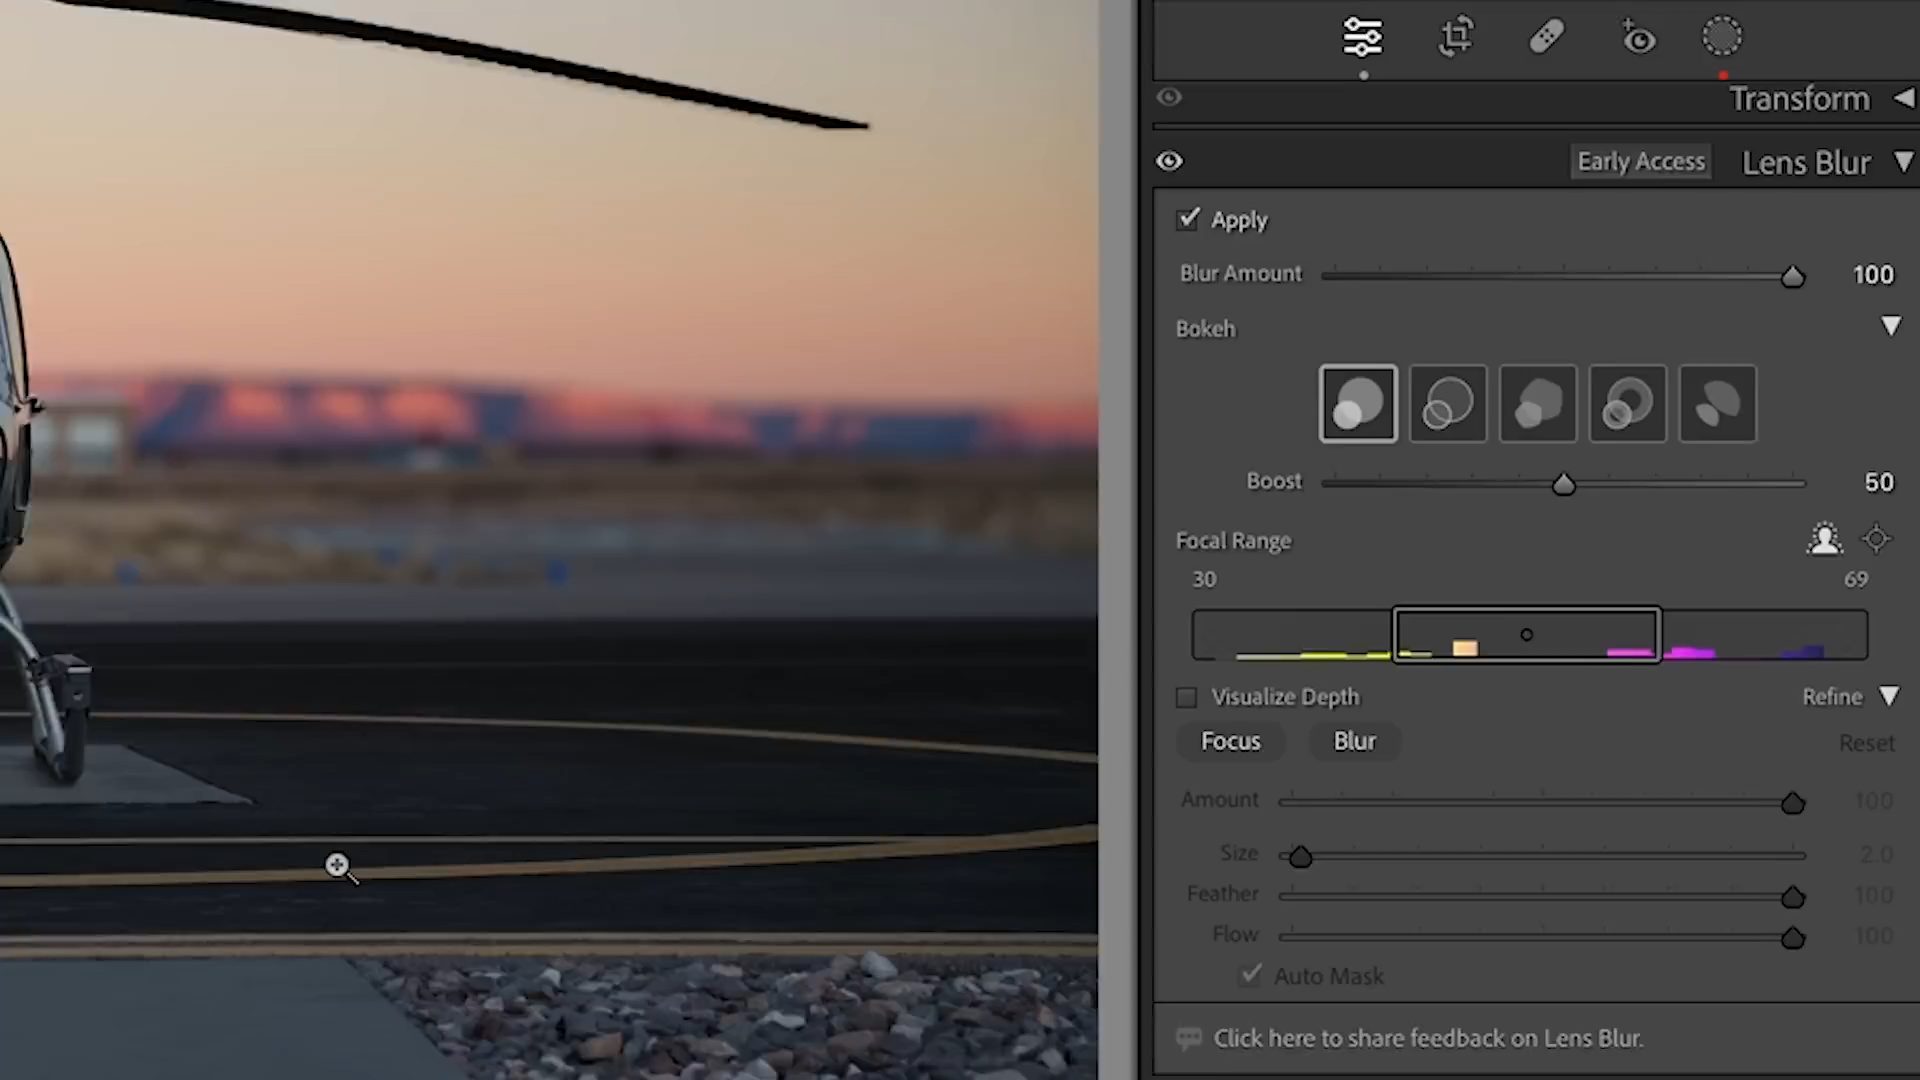 Transform
Early Access Lens Blur
Apply
Blur Amount 100
Bokeh
Boost 50
Focal Range
30 69
Visualize Depth Refine
Focus Blur Reset
Amount 100
Size 2.0
Feather 100
Flow 100
Auto Mask
Click here to share feedback on Lens Blur.